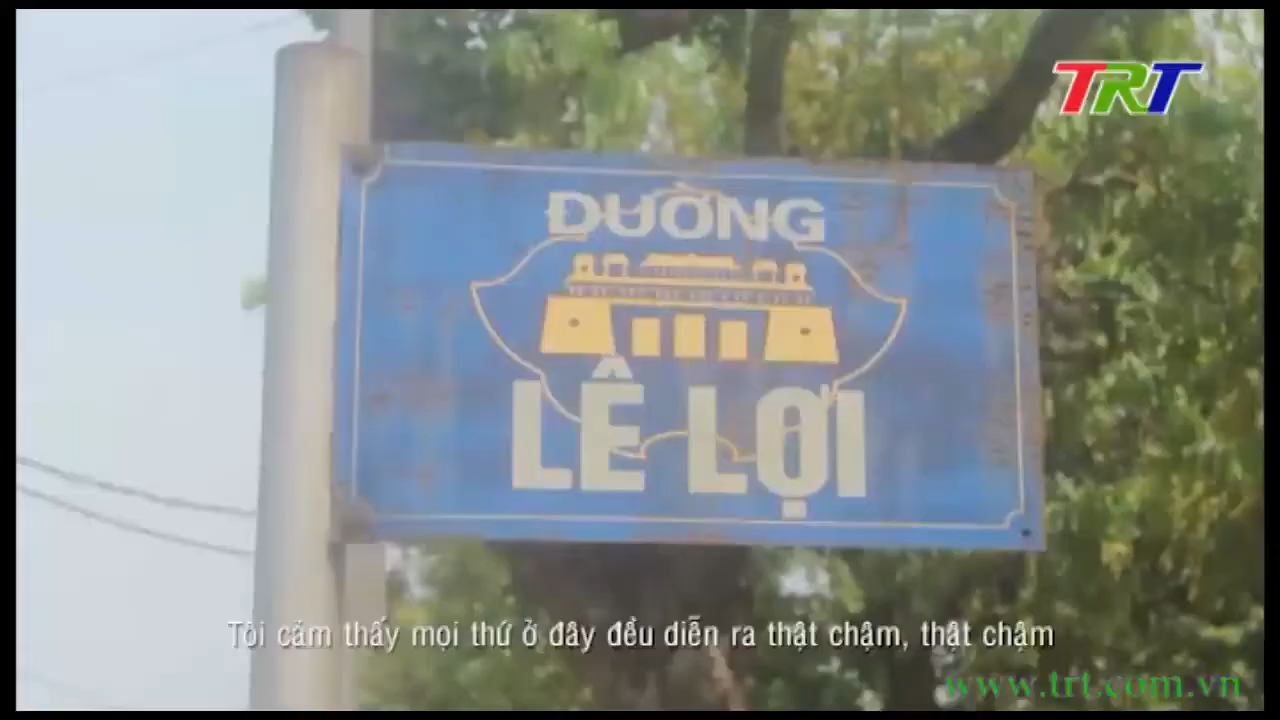 TRT
ĐƯỜNG
LÊ LỢI
Tôi cảm thấy mọi thứ ở đây đều diễn ra thật chậm, thật chậm
www.trt.com.vn